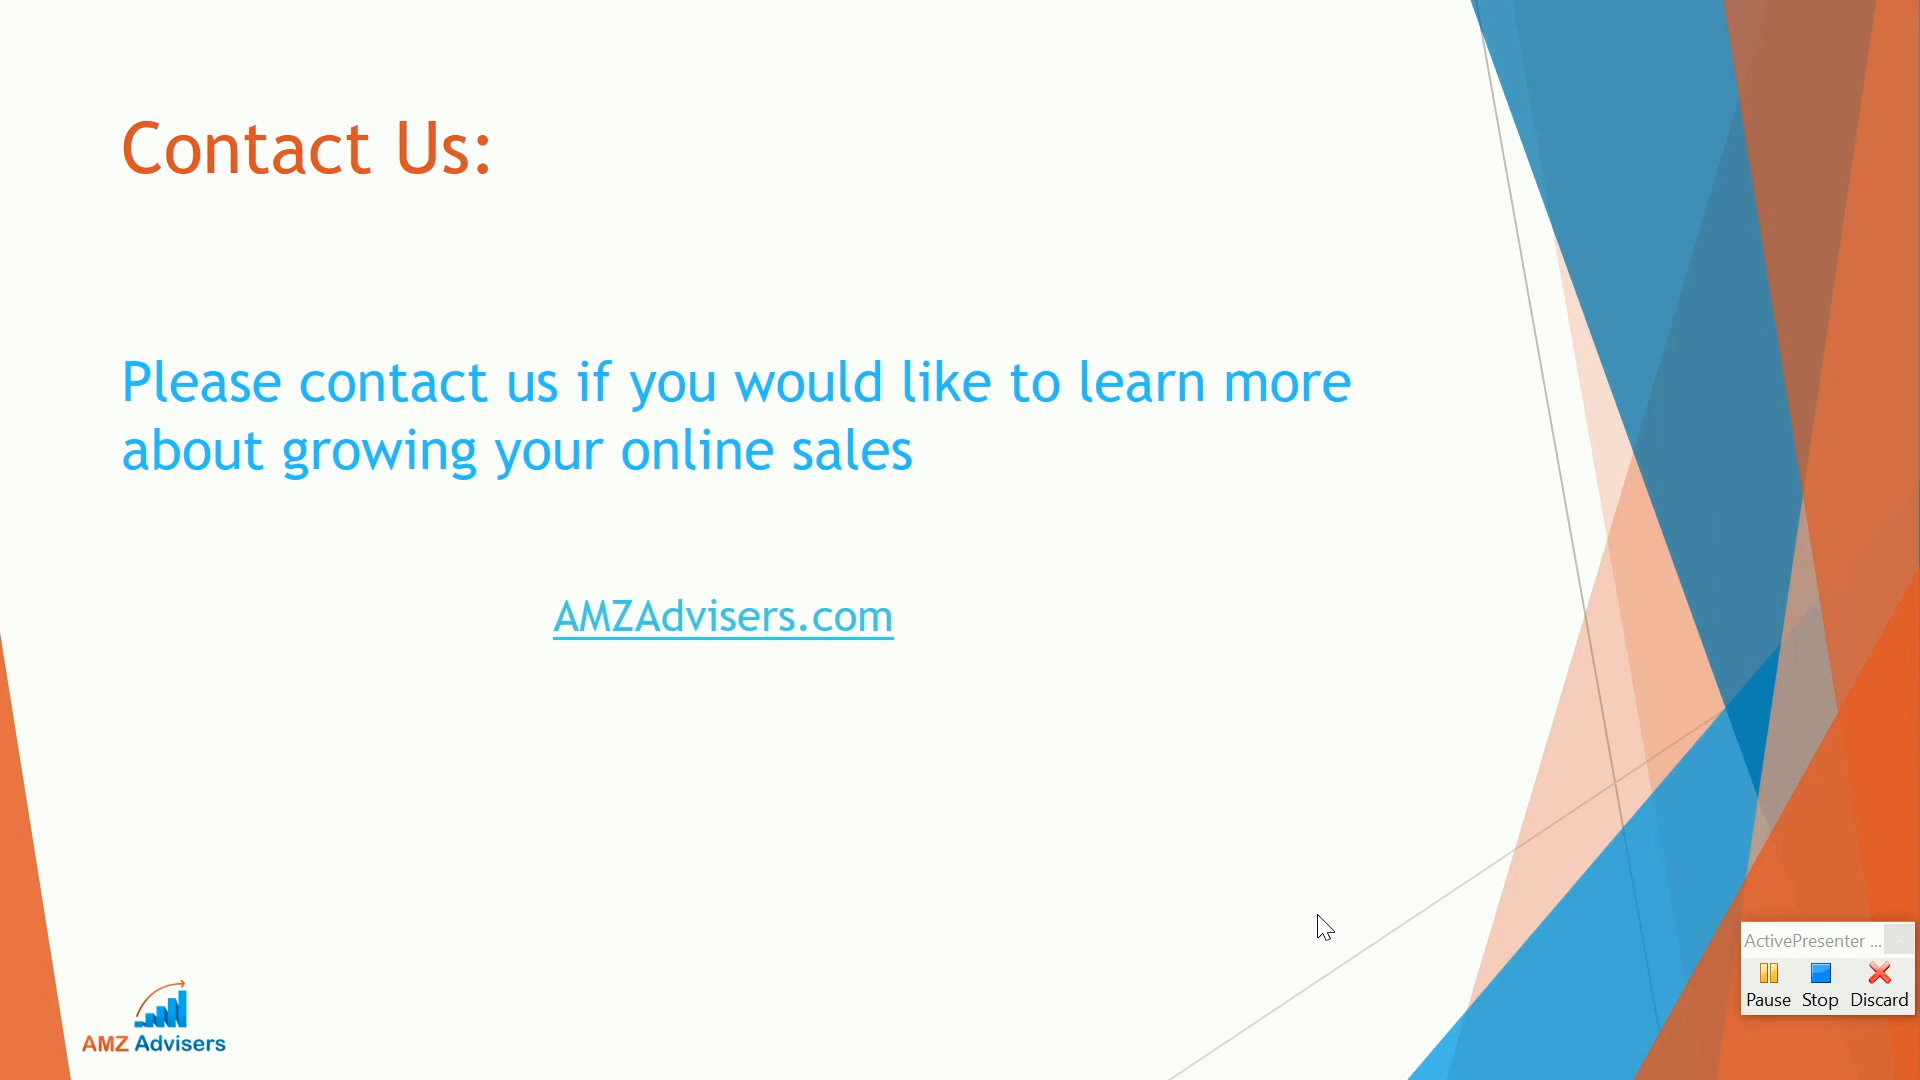 Contact Us:
Please contact us if you would like to learn more
about growing your online sales
AMZAdvisers.com
AMZ Advisers
ActivePresenter ...
Pause Stop Discard